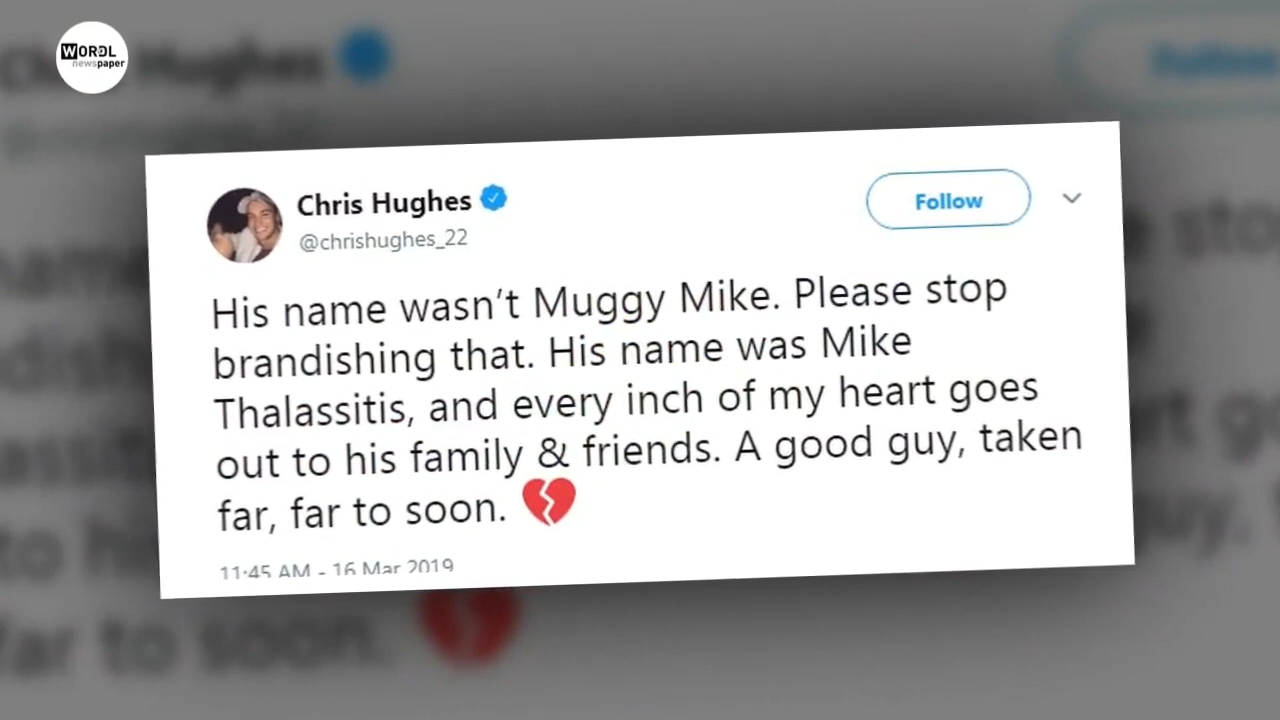 WORDL
newspaper
Chris Hughes
Follow
@chrishughes_22
His name wasn’t Muggy Mike. Please stop
brandishing that. His name was Mike
Thalassitis, and every inch of my heart goes
out to his family & friends. A good guy, taken
far, far to soon. 💔
11:45 AM - 16 Mar 2019